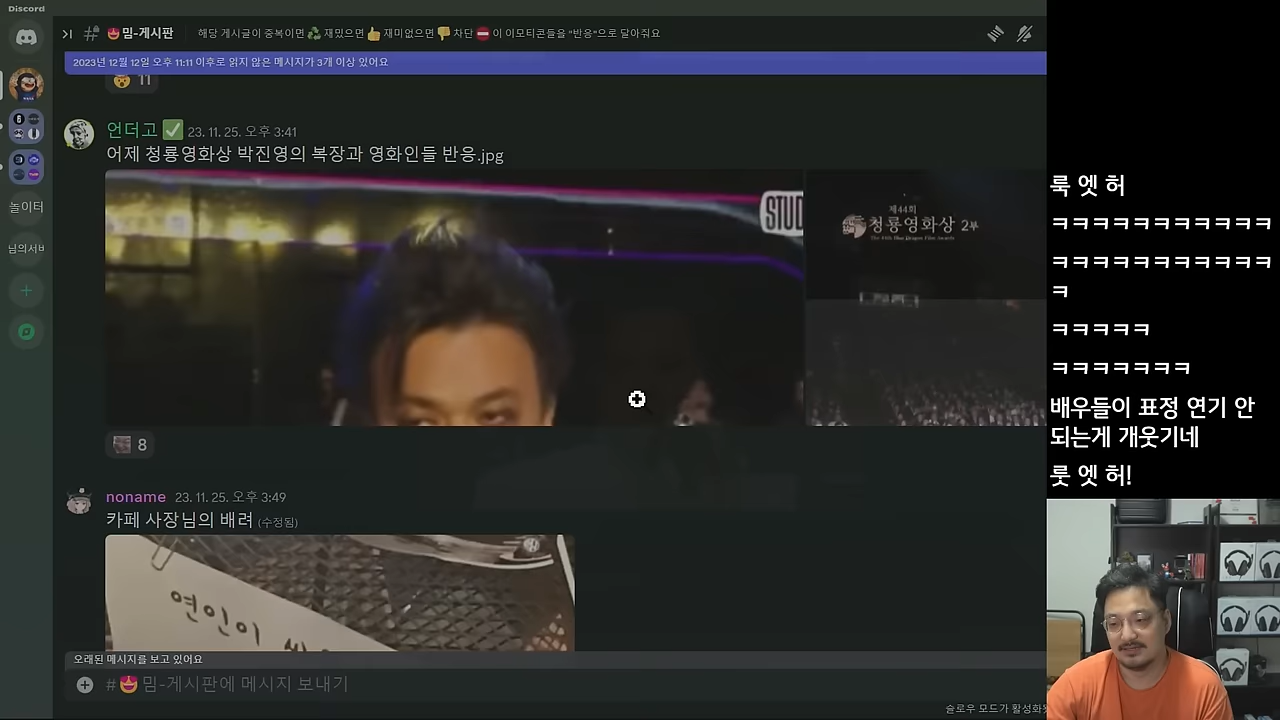 Discord
밈-게시판
해당 게시글이 중복이면 ♻️ 재밌으면 👍 재미없으면 👎 차단 ⛔ 이 이모티콘들을 "반응"으로 달아줘요
2023년 12월 12일 오후 11:11 이후로 읽지 않은 메시지가 3개 이상 있어요
11
언더고 ✅ 23. 11. 25. 오후 3:41
어제 청룡영화상 박진영의 복장과 영화인들 반응.jpg
STUD
제44회
청룡영화상 2부
8
noname 23. 11. 25. 오후 3:49
카페 사장님의 배려 (수정됨)
연인이
오래된 메시지를 보고 있어요
#😍밈-게시판에 메시지 보내기
슬로우 모드가 활성화
놀이터
님의서버
룩 엣 허
ㅋㅋㅋㅋㅋㅋㅋㅋㅋㅋㅋ
ㅋㅋㅋㅋㅋㅋㅋㅋㅋㅋㅋ
ㅋ
ㅋㅋㅋㅋㅋ
ㅋㅋㅋㅋㅋㅋㅋ
배우들이 표정 연기 안
되는게 개웃기네
룻 엣 허!